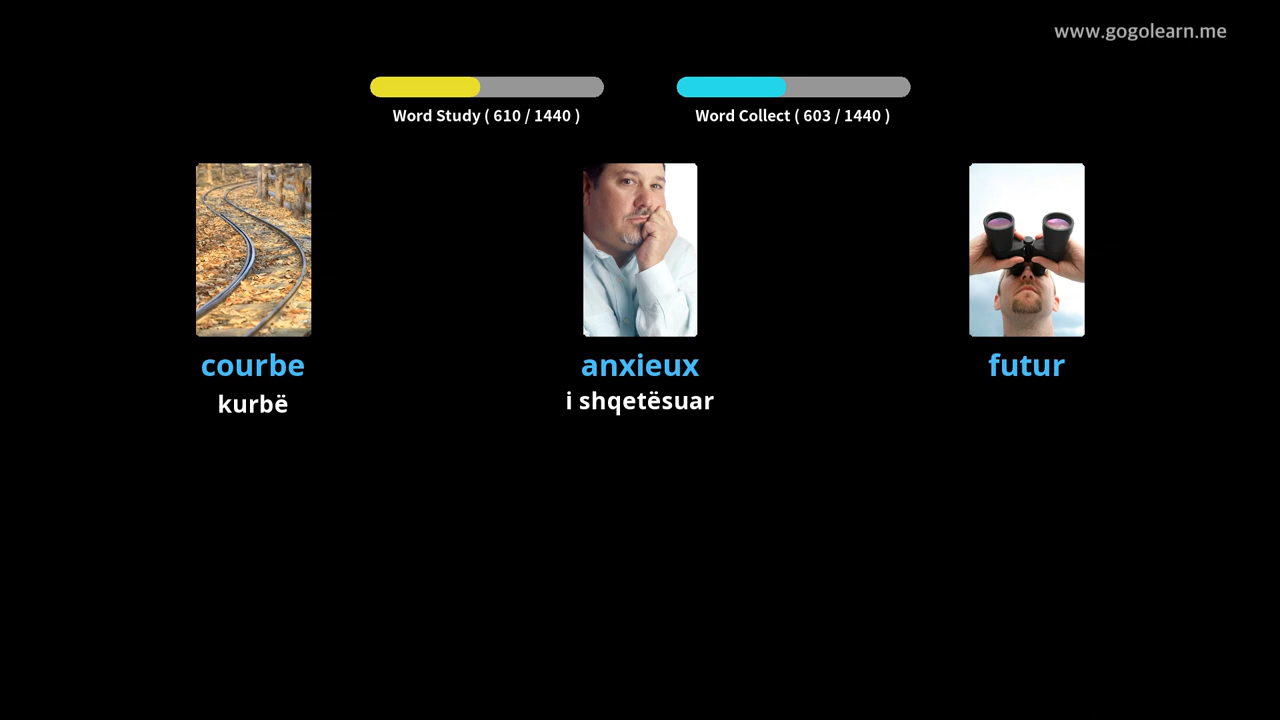 www.gogolearn.me
Word Study ( 610 / 1440 )
Word Collect ( 603 / 1440 )
courbe
kurbë
anxieux
i shqetësuar
futur